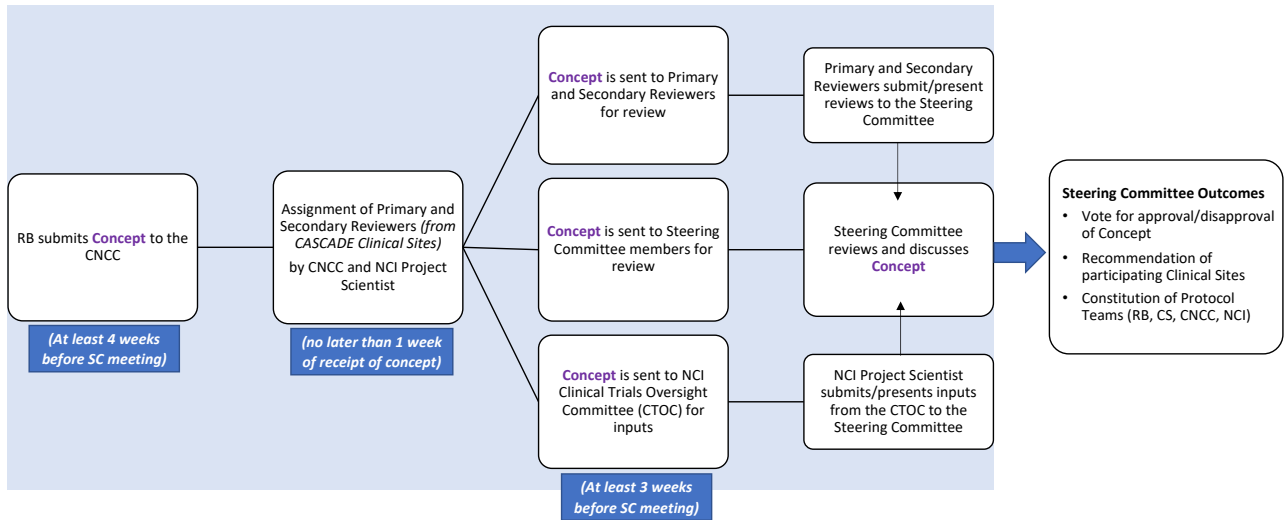 RB submits Concept to the
CNCC
(At least 4 weeks
before SC meeting)
Assignment of Primary and
Secondary Reviewers (from
CASCADE Clinical Sites)
by CNCC and NCI Project
Scientist
(no later than 1 week
of receipt of concept)
Concept is sent to Primary
and Secondary Reviewers
for review
Concept is sent to Steering
Committee members for
review
Concept is sent to NCI
Clinical Trials Oversight
Committee (CTOC) for
inputs
(At least 3 weeks
before SC meeting)
Primary and Secondary
Reviewers submit/present
reviews to the Steering
Committee
Steering Committee
reviews and discusses
Concept
NCI Project Scientist
submits/presents inputs
from the CTOC to the
Steering Committee
Steering Committee Outcomes
• Vote for approval/disapproval
of Concept
• Recommendation of
participating Clinical Sites
• Constitution of Protocol
Teams (RB, CS, CNCC, NCI)